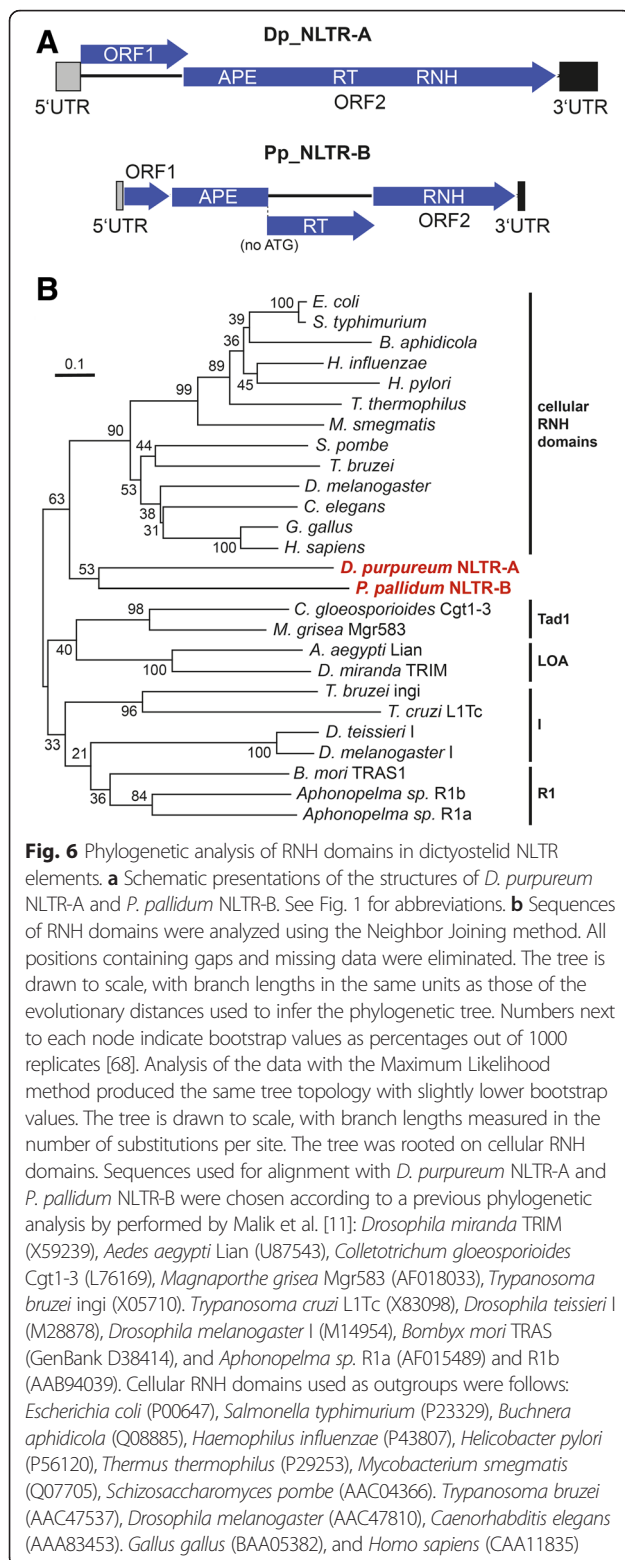 A
Dp_NLTR-A
ORF1
APE RT RNH
5‘UTR
ORF2
3‘UTR
Pp_NLTR-B
ORF1
APE
RNH
5‘UTR
RT
ORF2
3‘UTR
(no ATG)
B
0.1
100
E. coli
S. typhimurium
39
B. aphidicola
36
H. influenzae
45
H. pylori
89
T. thermophilus
99
M. smegmatis
90
44
S. pombe
T. bruzei
53
D. melanogaster
38
C. elegans
31
G. gallus
100
H. sapiens
cellular
RNH
domains
63
53
D. purpureum NLTR-A
P. pallidum NLTR-B
98
C. gloeosporioides Cgt1-3
M. grisea Mgr583
Tad1
40
A. aegypti Lian
100
D. miranda TRIM
LOA
T. bruzei ingi
96
T. cruzi L1Tc
33
21
D. teissieri I
100
D. melanogaster I
I
B. mori TRAS1
36
84
Aphonopelma sp. R1b
Aphonopelma sp. R1a
R1
Fig. 6 Phylogenetic analysis of RNH domains in dictyostelid NLTR
elements. a Schematic presentations of the structures of D. purpureum
NLTR-A and P. pallidum NLTR-B. See Fig. 1 for abbreviations. b Sequences
of RNH domains were analyzed using the Neighbor Joining method. All
positions containing gaps and missing data were eliminated. The tree is
drawn to scale, with branch lengths in the same units as those of the
evolutionary distances used to infer the phylogenetic tree. Numbers next
to each node indicate bootstrap values as percentages out of 1000
replicates [68]. Analysis of the data with the Maximum Likelihood
method produced the same tree topology with slightly lower bootstrap
values. The tree is drawn to scale, with branch lengths measured in the
number of substitutions per site. The tree was rooted on cellular RNH
domains. Sequences used for alignment with D. purpureum NLTR-A and
P. pallidum NLTR-B were chosen according to a previous phylogenetic
analysis by performed by Malik et al. [11]: Drosophila miranda TRIM
(X59239), Aedes aegypti Lian (U87543), Colletotrichum gloeosporioides
Cgt1-3 (L76169), Magnaporthe grisea Mgr583 (AF018033), Trypanosoma
bruzei ingi (X05710). Trypanosoma cruzi L1Tc (X83098), Drosophila teissieri I
(M28878), Drosophila melanogaster I (M14954), Bombyx mori TRAS
(GenBank D38414), and Aphonopelma sp. R1a (AF015489) and R1b
(AAB94039). Cellular RNH domains used as outgroups were follows:
Escherichia coli (P00647), Salmonella typhimurium (P23329), Buchnera
aphidicola (Q08885), Haemophilus influenzae (P43807), Helicobacter pylori
(P56120), Thermus thermophilus (P29253), Mycobacterium smegmatis
(Q07705), Schizosaccharomyces pombe (AAC04366). Trypanosoma bruzei
(AAC47537), Drosophila melanogaster (AAC47810), Caenorhabditis elegans
(AAA83453). Gallus gallus (BAA05382), and Homo sapiens (CAA11835)